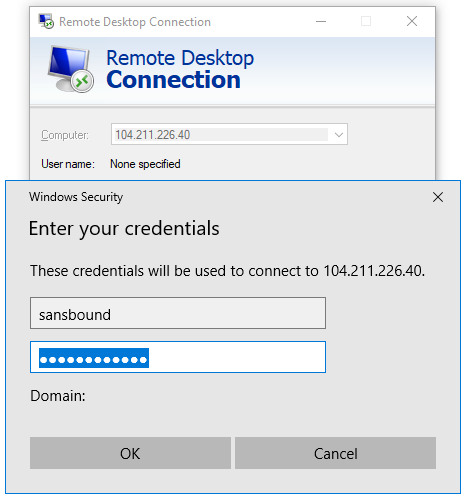 Remote Desktop Connection
Remote Desktop
Connection
Computer: 104.211.226.40
User name: None specified
Windows Security
Enter your credentials
These credentials will be used to connect to 104.211.226.40.
sansbound
●●●●●●●●●●●●
Domain:
OK Cancel